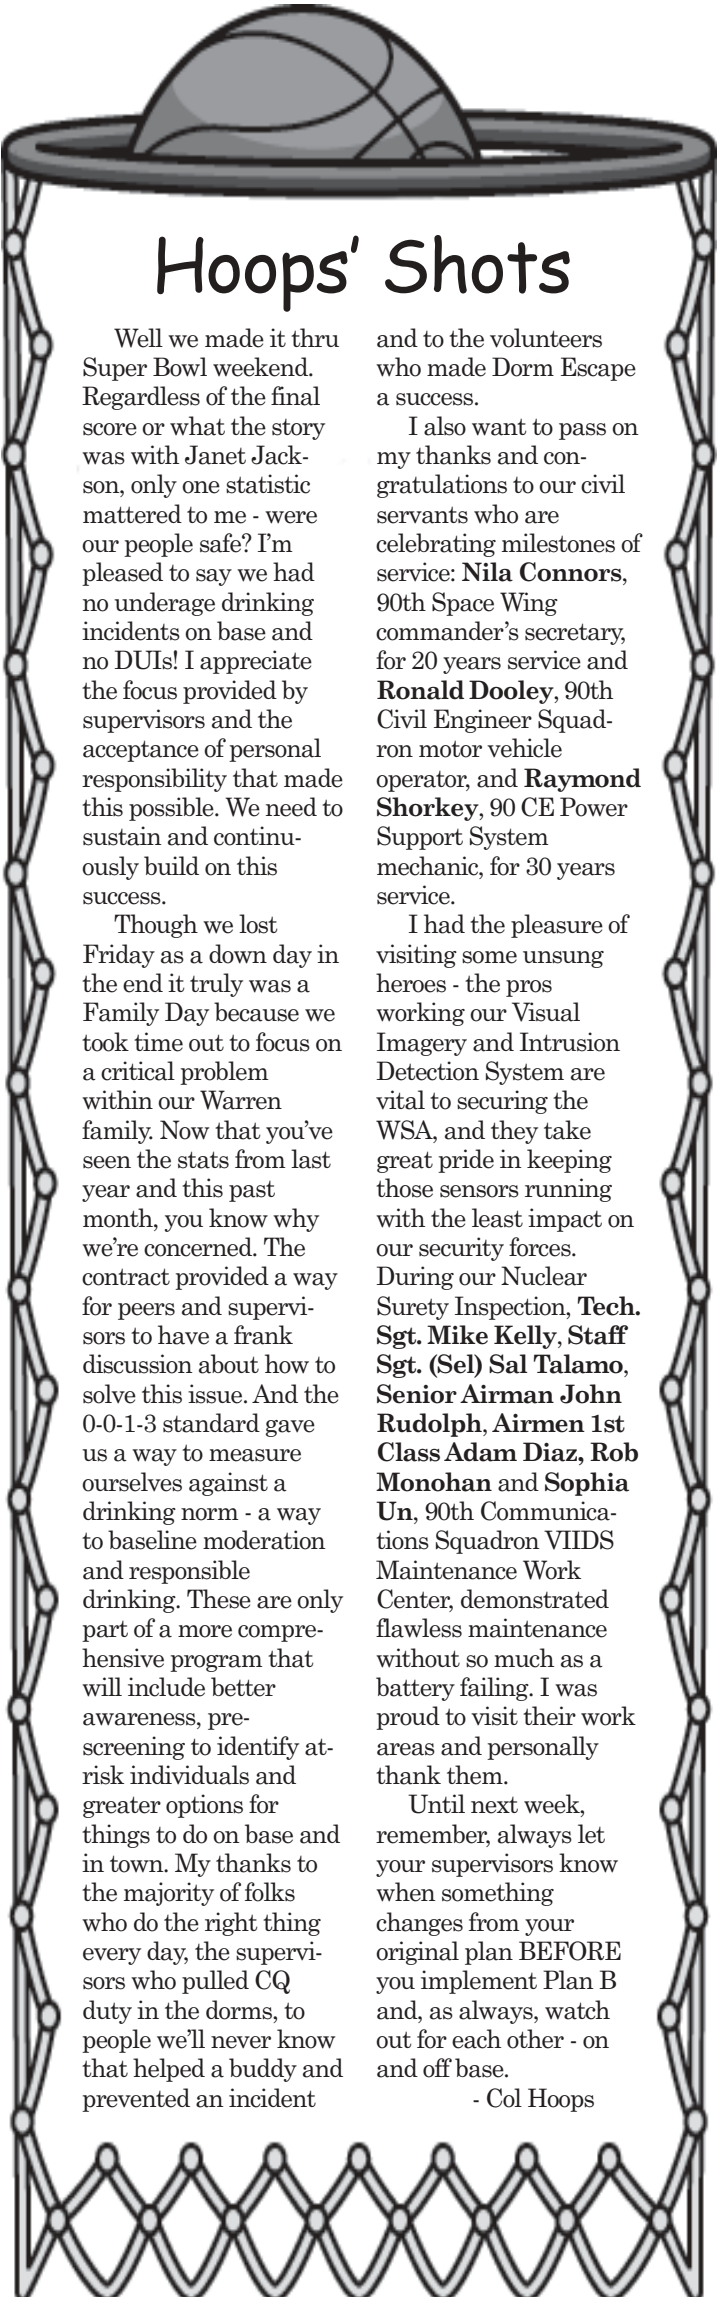 Hoops' Shots
Well we made it thru
Super Bowl weekend.
Regardless of the final
score or what the story
was with Janet Jack-
son, only one statistic
mattered to me - were
our people safe? I'm
pleased to say we had
no underage drinking
incidents on base and
no DUIs! I appreciate
the focus provided by
supervisors and the
acceptance of personal
responsibility that made
this possible. We need to
sustain and continu-
ously build on this
success.
Though we lost
Friday as a down day in
the end it truly was a
Family Day because we
took time out to focus on
a critical problem
within our Warren
family. Now that you've
seen the stats from last
year and this past
month, you know why
we're concerned. The
contract provided a way
for peers and supervi-
sors to have a frank
discussion about how to
solve this issue. And the
0-0-1-3 standard gave
us a way to measure
ourselves against a
drinking norm - a way
to baseline moderation
and responsible
drinking. These are only
part of a more compre-
hensive program that
will include better
awareness, pre-
screening to identify at-
risk individuals and
greater options for
things to do on base and
in town. My thanks to
the majority of folks
who do the right thing
every day, the supervi-
sors who pulled CQ
duty in the dorms, to
people we'll never know
that helped a buddy and
prevented an incident
and to the volunteers
who made Dorm Escape
a success.
I also want to pass on
my thanks and con-
gratulations to our civil
servants who are
celebrating milestones of
service: Nila Connors,
90th Space Wing
commander's secretary,
for 20 years service and
Ronald Dooley, 90th
Civil Engineer Squad-
ron motor vehicle
operator, and Raymond
Shorkey, 90 CE Power
Support System
mechanic, for 30 years
service.
I had the pleasure of
visiting some unsung
heroes - the pros
working our Visual
Imagery and Intrusion
Detection System are
vital to securing the
WSA, and they take
great pride in keeping
those sensors running
with the least impact on
our security forces.
During our Nuclear
Surety Inspection, Tech.
Sgt. Mike Kelly, Staff
Sgt. (Sel) Sal Talamo,
Senior Airman John
Rudolph, Airmen 1st
Class Adam Diaz, Rob
Monohan and Sophia
Un, 90th Communica-
tions Squadron VIIDS
Maintenance Work
Center, demonstrated
flawless maintenance
without so much as a
battery failing. I was
proud to visit their work
areas and personally
thank them.
Until next week,
remember, always let
your supervisors know
when something
changes from your
original plan BEFORE
you implement Plan B
and, as always, watch
out for each other - on
and off base.
- Col Hoops